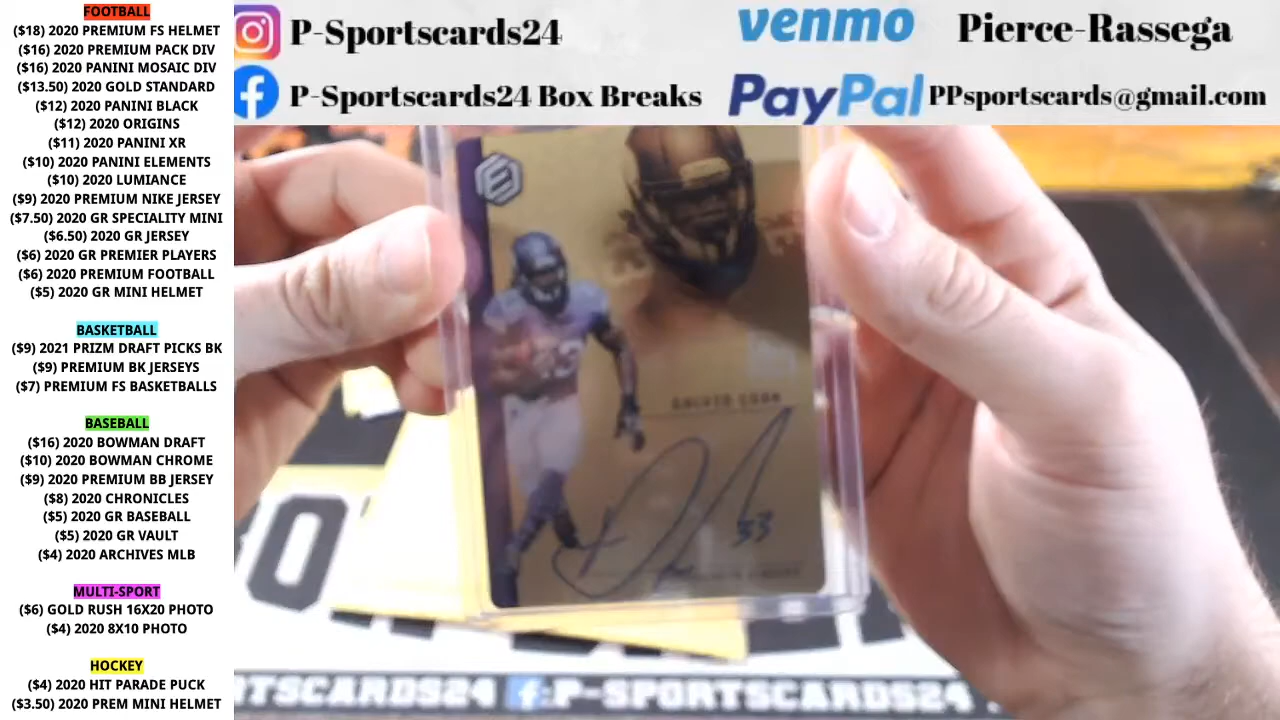 FOOTBALL
($18) 2020 PREMIUM FS HELMET
($16) 2020 PREMIUM PACK DIV
($16) 2020 PANINI MOSAIC DIV
($13.50) 2020 GOLD STANDARD
($12) 2020 PANINI BLACK
($12) 2020 ORIGINS
($11) 2020 PANINI XR
($10) 2020 PANINI ELEMENTS
($10) 2020 LUMIANCE
($9) 2020 PREMIUM NIKE JERSEY
($7.50) 2020 GR SPECIALITY MINI
($6.50) 2020 GR JERSEY
($6) 2020 GR PREMIER PLAYERS
($6) 2020 PREMIUM FOOTBALL
($5) 2020 GR MINI HELMET
BASKETBALL
($9) 2021 PRIZM DRAFT PICKS BK
($9) PREMIUM BK JERSEYS
($7) PREMIUM FS BASKETBALLS
BASEBALL
($16) 2020 BOWMAN DRAFT
($10) 2020 BOWMAN CHROME
($9) 2020 PREMIUM BB JERSEY
($8) 2020 CHRONICLES
($5) 2020 GR BASEBALL
($5) 2020 GR VAULT
($4) 2020 ARCHIVES MLB
MULTI-SPORT
($6) GOLD RUSH 16X20 PHOTO
($4) 2020 8X10 PHOTO
HOCKEY
($4) 2020 HIT PARADE PUCK
($3.50) 2020 PREM MINI HELMET
P-Sportscards24
venmo
Pierce-Rassega
P-Sportscards24 Box Breaks
PayPal
PPsportscards@gmail.com
E
33
DALVIN COOK
33
RTSCARDS24 f:P-SPORTSCARDS24